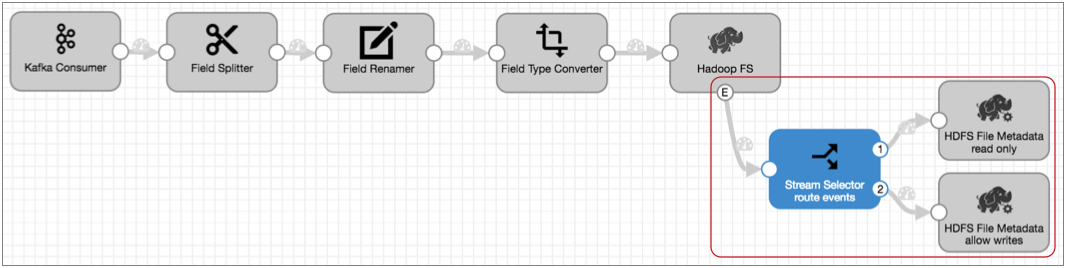 Kafka Consumer
Field Splitter
Field Renamer
Field Type Converter
Hadoop FS
E
HDFS File Metadata
read only
1
Stream Selector
route events
2
HDFS File Metadata
allow writes